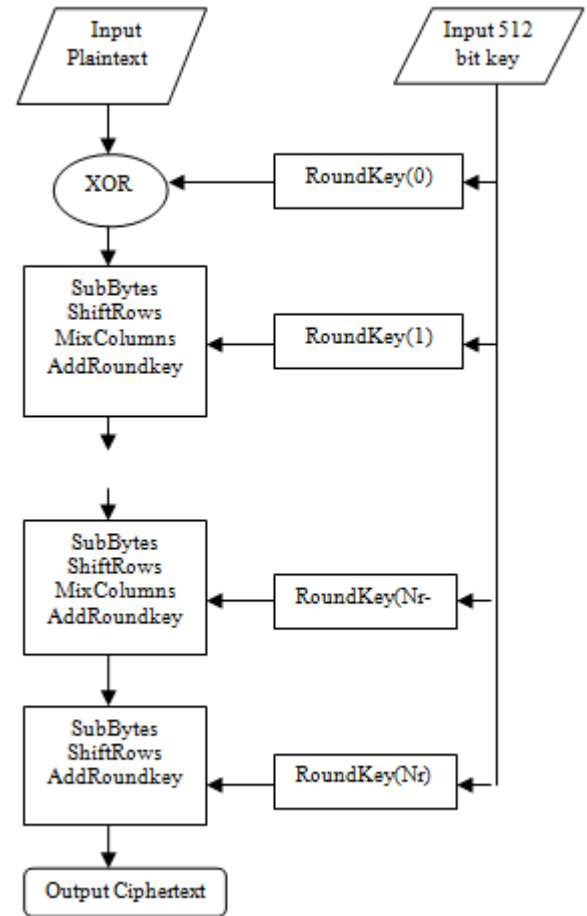 Input
Plaintext
Input 512
bit key
XOR
RoundKey(0)
SubBytes
ShiftRows
MixColumns
AddRoundkey
RoundKey(1)
SubBytes
ShiftRows
MixColumns
AddRoundkey
RoundKey(Nr-
SubBytes
ShiftRows
AddRoundkey
RoundKey(Nr)
Output Ciphertext